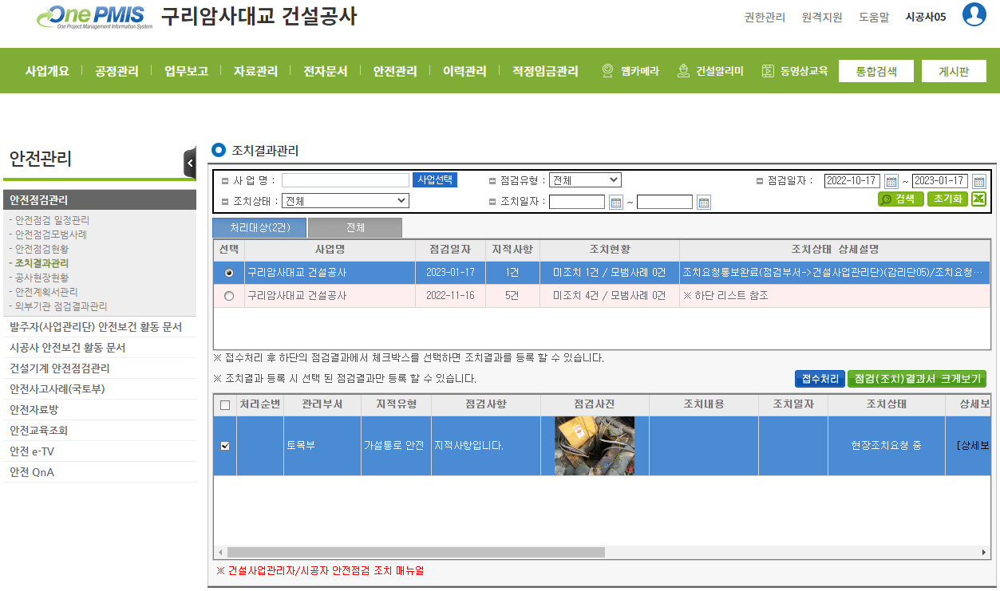 One PMIS 구리암사대교 건설공사
One Project Management Information System
권한관리 원격지원 도움말 시공사05
사업개요 공정관리 업무보고 자료관리 전자문서 안전관리 이력관리 적정임금관리 웹카메라 건설알리미 동영상교육 통합검색 게시판
안전관리
안전점검관리
- 안전점검 일정관리
- 안전점검모범사례
- 안전점검현황
- 조치결과관리
- 공사현장현황
- 안전계획서관리
- 외부기관 점검결과관리
발주자(사업관리단) 안전보건 활동 문서
시공사 안전보건 활동 문서
건설기계 안전점검관리
안전사고사례(국토부)
안전자료방
안전교육조회
안전 e-TV
안전 QnA
조치결과관리
사 업 명 : 사업선택 점검유형 : 전체 점검일자 : 2022-10-17 ~ 2023-01-17
조치상태 : 전체 조치일자 : ~ 검색 초기화
처리대상(2건) 전체
선택 사업명 점검일자 지적사항 조치현황 조치상태 상세설명
구리암사대교 건설공사 2023-01-17 1건 미조치 1건 / 모범사례 0건 조치요청통보완료(점검부서->건설사업관리단)(감리단05)/조치요청…
구리암사대교 건설공사 2022-11-16 5건 미조치 4건 / 모범사례 0건 ※ 하단 리스트 참조
※ 접수처리 후 하단의 점검결과에서 체크박스를 선택하면 조치결과를 등록 할 수 있습니다.
※ 조치결과 등록 시 선택 된 점검결과만 등록 할 수 있습니다. 접수처리 점검(조치)결과서 크게보기
처리순번 관리부서 지적유형 점검사항 점검사진 조치내용 조치일자 조치상태 상세보
토목부 가설통로 안전 지적사항입니다. 현장조치요청 중 [상세보
※ 건설사업관리자/시공자 안전점검 조치 매뉴얼